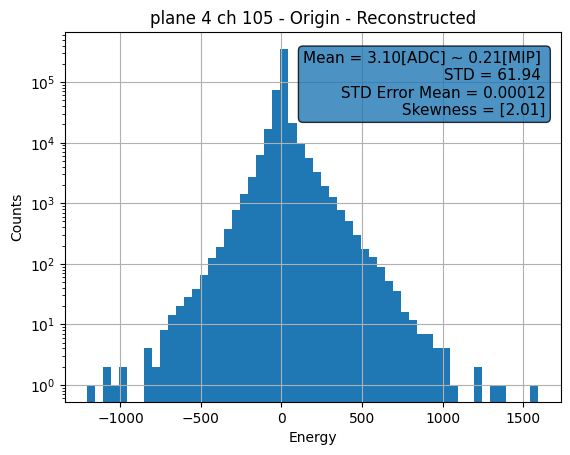 plane 4 ch 105 - Origin - Reconstructed
Mean = 3.10[ADC] ~ 0.21[MIP]
STD = 61.94
STD Error Mean = 0.00012
Skewness = [2.01]
Counts
10^5
10^4
10^3
10^2
10^1
10^0
−1000 −500 0 500 1000 1500
Energy